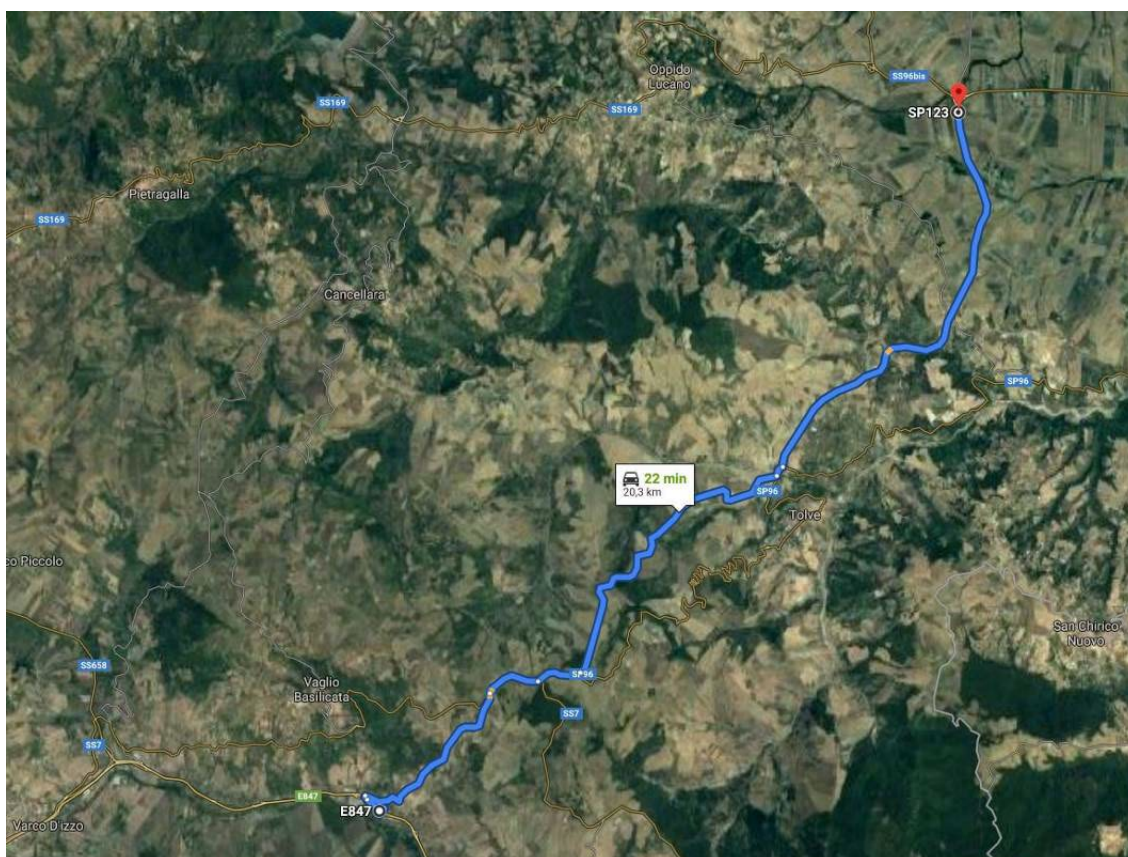 Oppido
Lucano
SS96bis
SS169
SP123
SS169
Pietragalla
SS169
Cancellara
SP96
22 min
20,3 km
SP96
Tolve
co Piccolo
San Chirico
Nuovo
SS658
SP96
Vaglio
Basilicata
SS7
SS7
E847
E847
Varco D'izzo